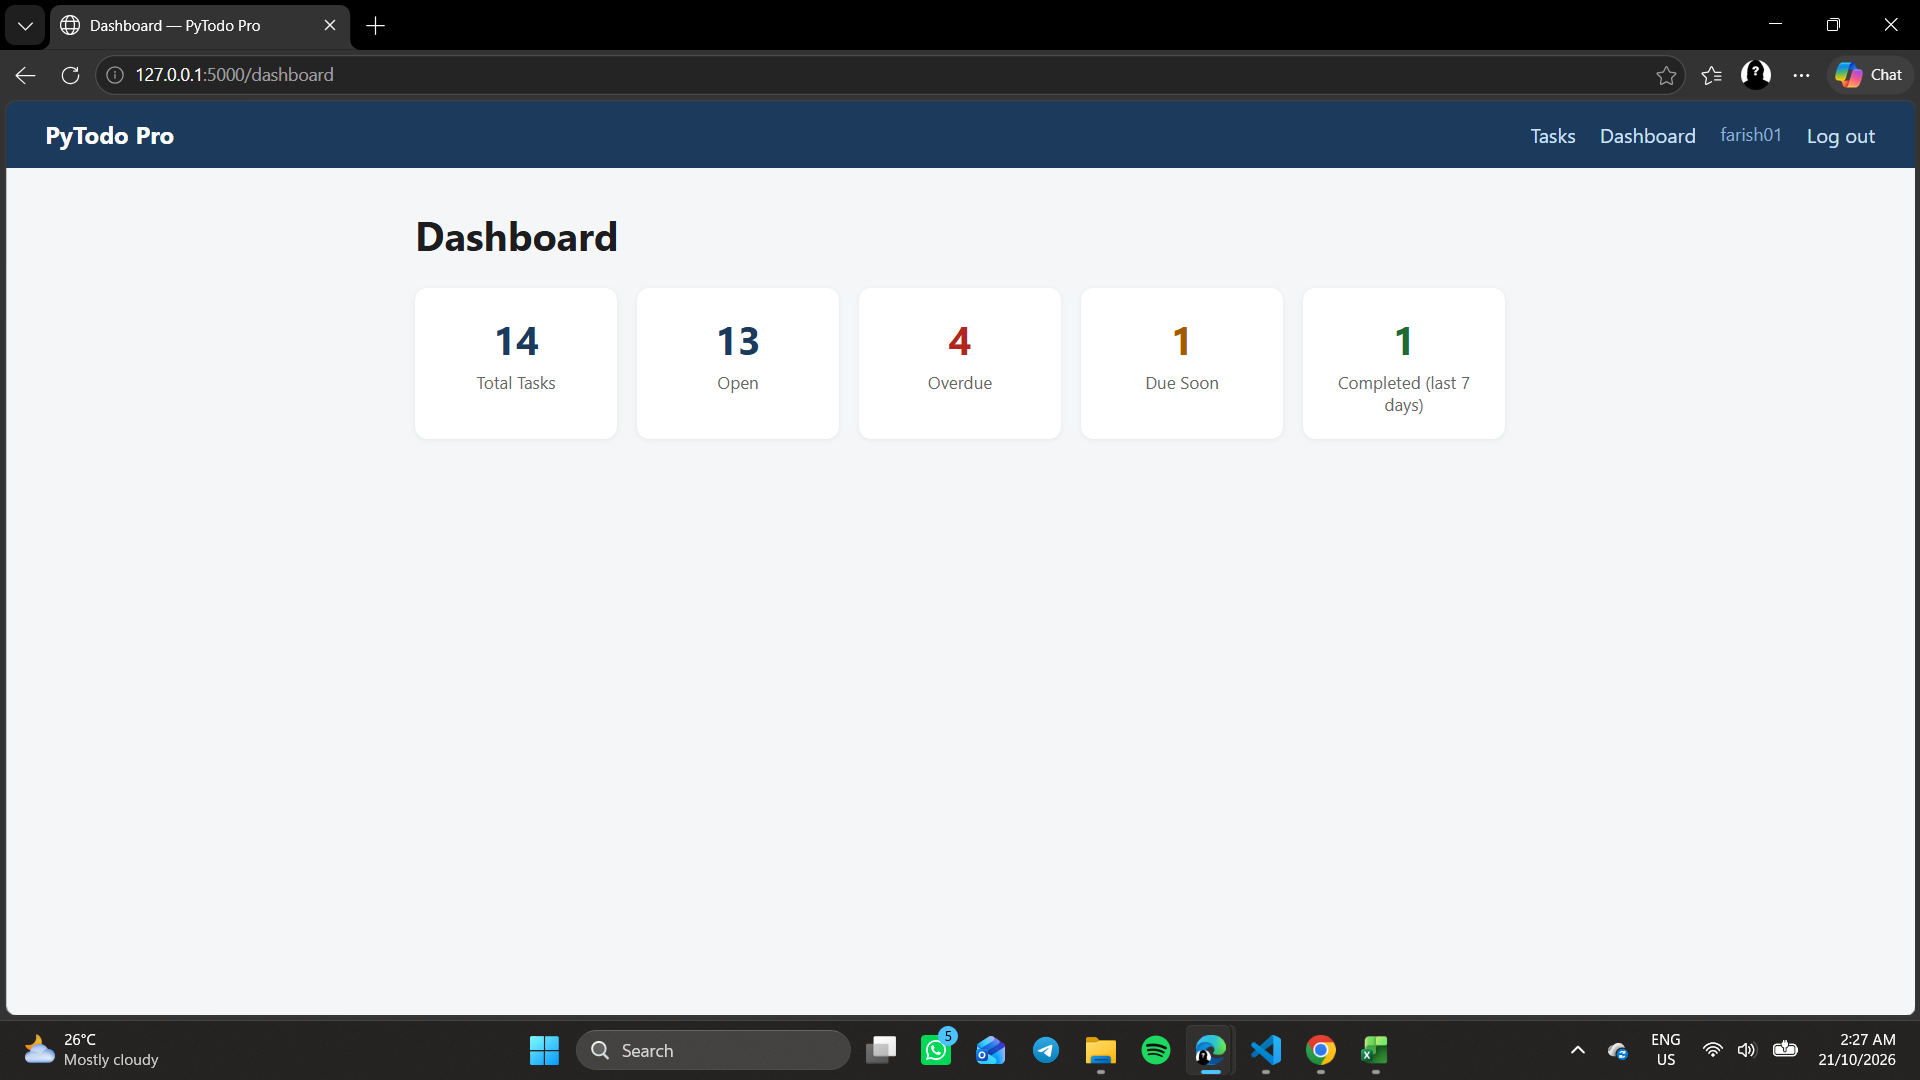 Dashboard — PyTodo Pro
127.0.0.1:5000/dashboard
Chat
PyTodo Pro
Tasks
Dashboard
farish01
Log out
Dashboard
14
Total Tasks
13
Open
4
Overdue
1
Due Soon
1
Completed (last 7
days)
26°C
Mostly cloudy
Search
5
ENG
US
2:27 AM
21/10/2026